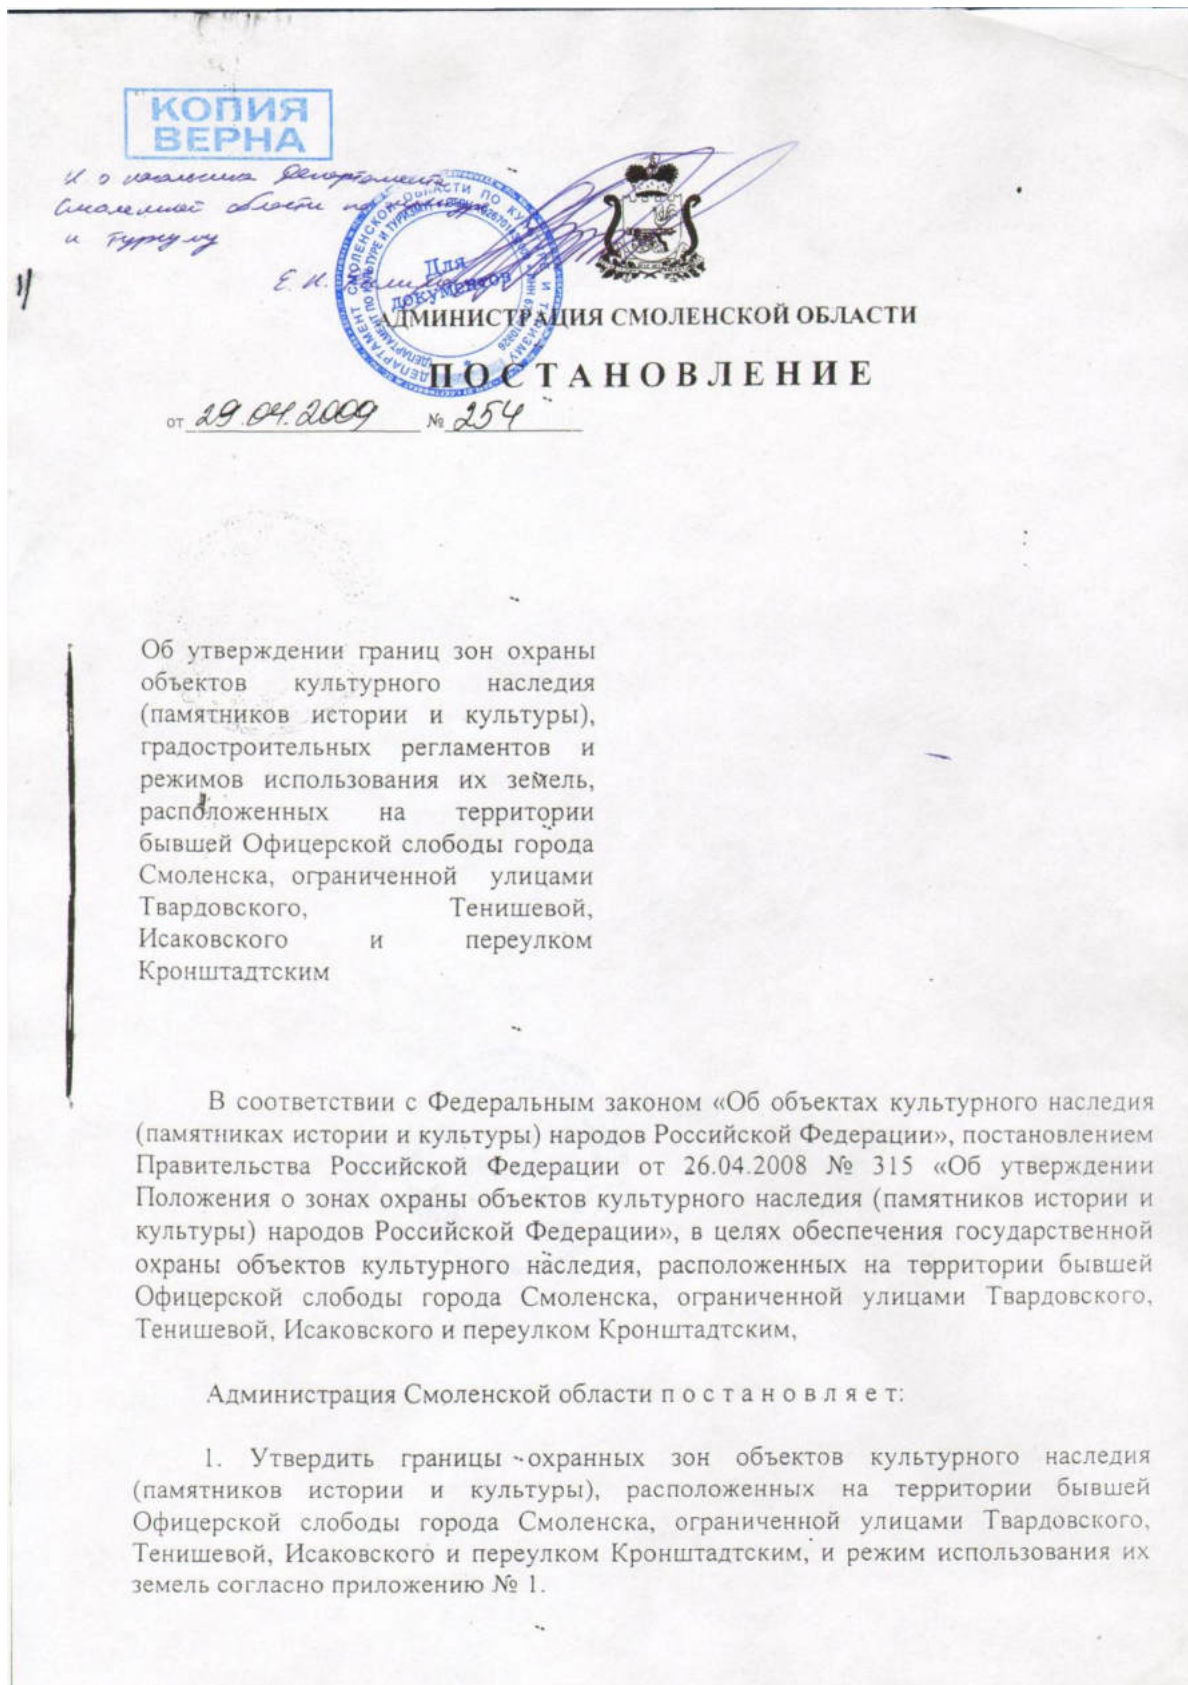 КОПИЯ
ВЕРНА
Департамента
Смоленской области по
и туризму
Е. И.
Для
документов
АДМИНИСТРАЦИЯ СМОЛЕНСКОЙ ОБЛАСТИ
П О С Т А Н О В Л Е Н И Е
от 29.04.2009 № 254
Об утверждении границ зон охраны
объектов культурного наследия
(памятников истории и культуры),
градостроительных регламентов и
режимов использования их земель,
расположенных на территории
бывшей Офицерской слободы города
Смоленска, ограниченной улицами
Твардовского, Тенишевой,
Исаковского и переулком
Кронштадтским
В соответствии с Федеральным законом «Об объектах культурного наследия
(памятниках истории и культуры) народов Российской Федерации», постановлением
Правительства Российской Федерации от 26.04.2008 № 315 «Об утверждении
Положения о зонах охраны объектов культурного наследия (памятников истории и
культуры) народов Российской Федерации», в целях обеспечения государственной
охраны объектов культурного наследия, расположенных на территории бывшей
Офицерской слободы города Смоленска, ограниченной улицами Твардовского,
Тенишевой, Исаковского и переулком Кронштадтским,
Администрация Смоленской области п о с т а н о в л я е т:
1. Утвердить границы охранных зон объектов культурного наследия
(памятников истории и культуры), расположенных на территории бывшей
Офицерской слободы города Смоленска, ограниченной улицами Твардовского,
Тенишевой, Исаковского и переулком Кронштадтским, и режим использования их
земель согласно приложению № 1.